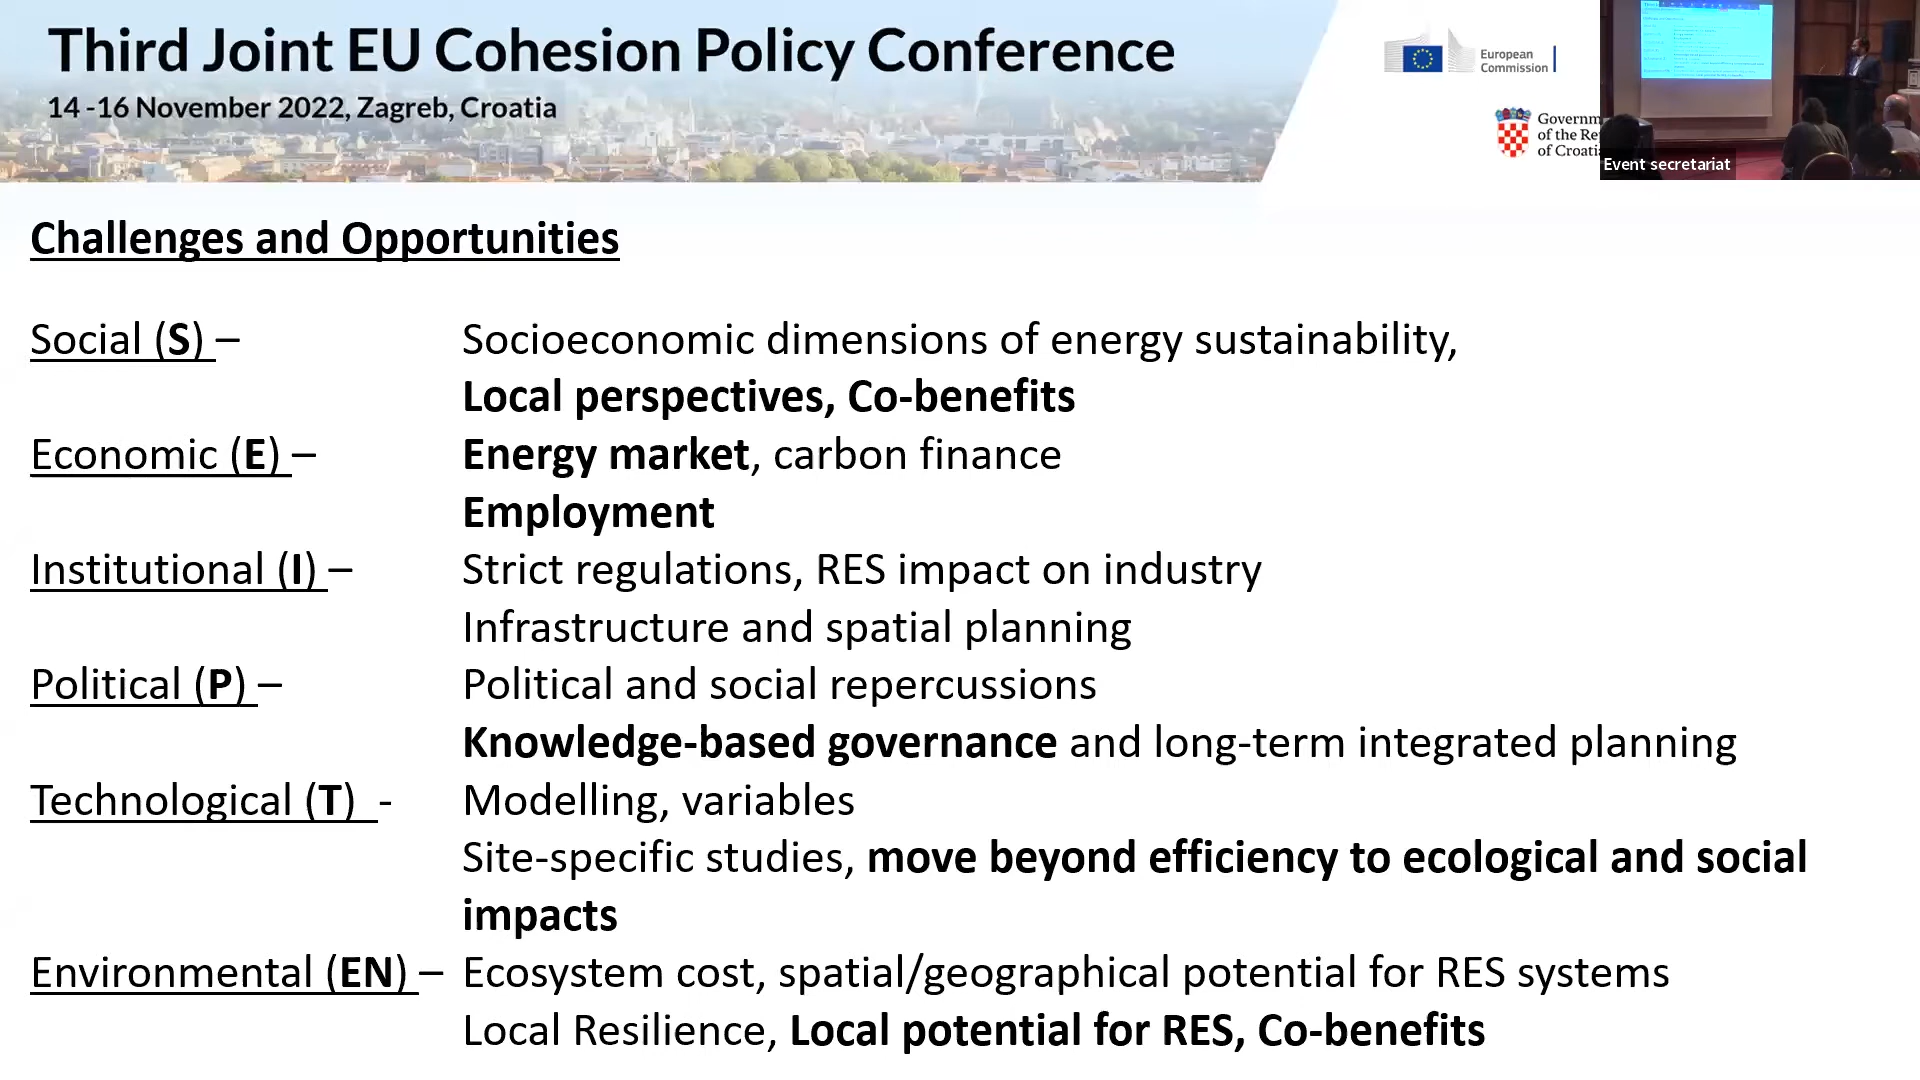 Third Joint EU Cohesion Policy Conference
14 -16 November 2022, Zagreb, Croatia
European
Commission
of the
of
Event secretariat
Challenges and Opportunities
Social (S) – Socioeconomic dimensions of energy sustainability,
Local perspectives, Co-benefits
Economic (E) – Energy market, carbon finance
Employment
Institutional (I) – Strict regulations, RES impact on industry
Infrastructure and spatial planning
Political (P) – Political and social repercussions
Knowledge-based governance and long-term integrated planning
Technological (T) - Modelling, variables
Site-specific studies, move beyond efficiency to ecological and social
impacts
Environmental (EN) – Ecosystem cost, spatial/geographical potential for RES systems
Local Resilience, Local potential for RES, Co-benefits